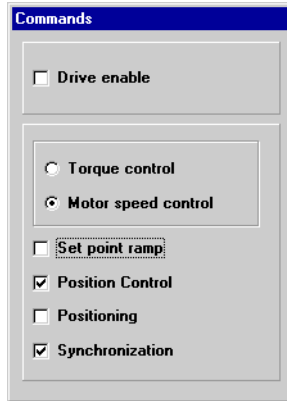 Commands
Drive enable
Torque control
Motor speed control
Set point ramp
Position Control
Positioning
Synchronization